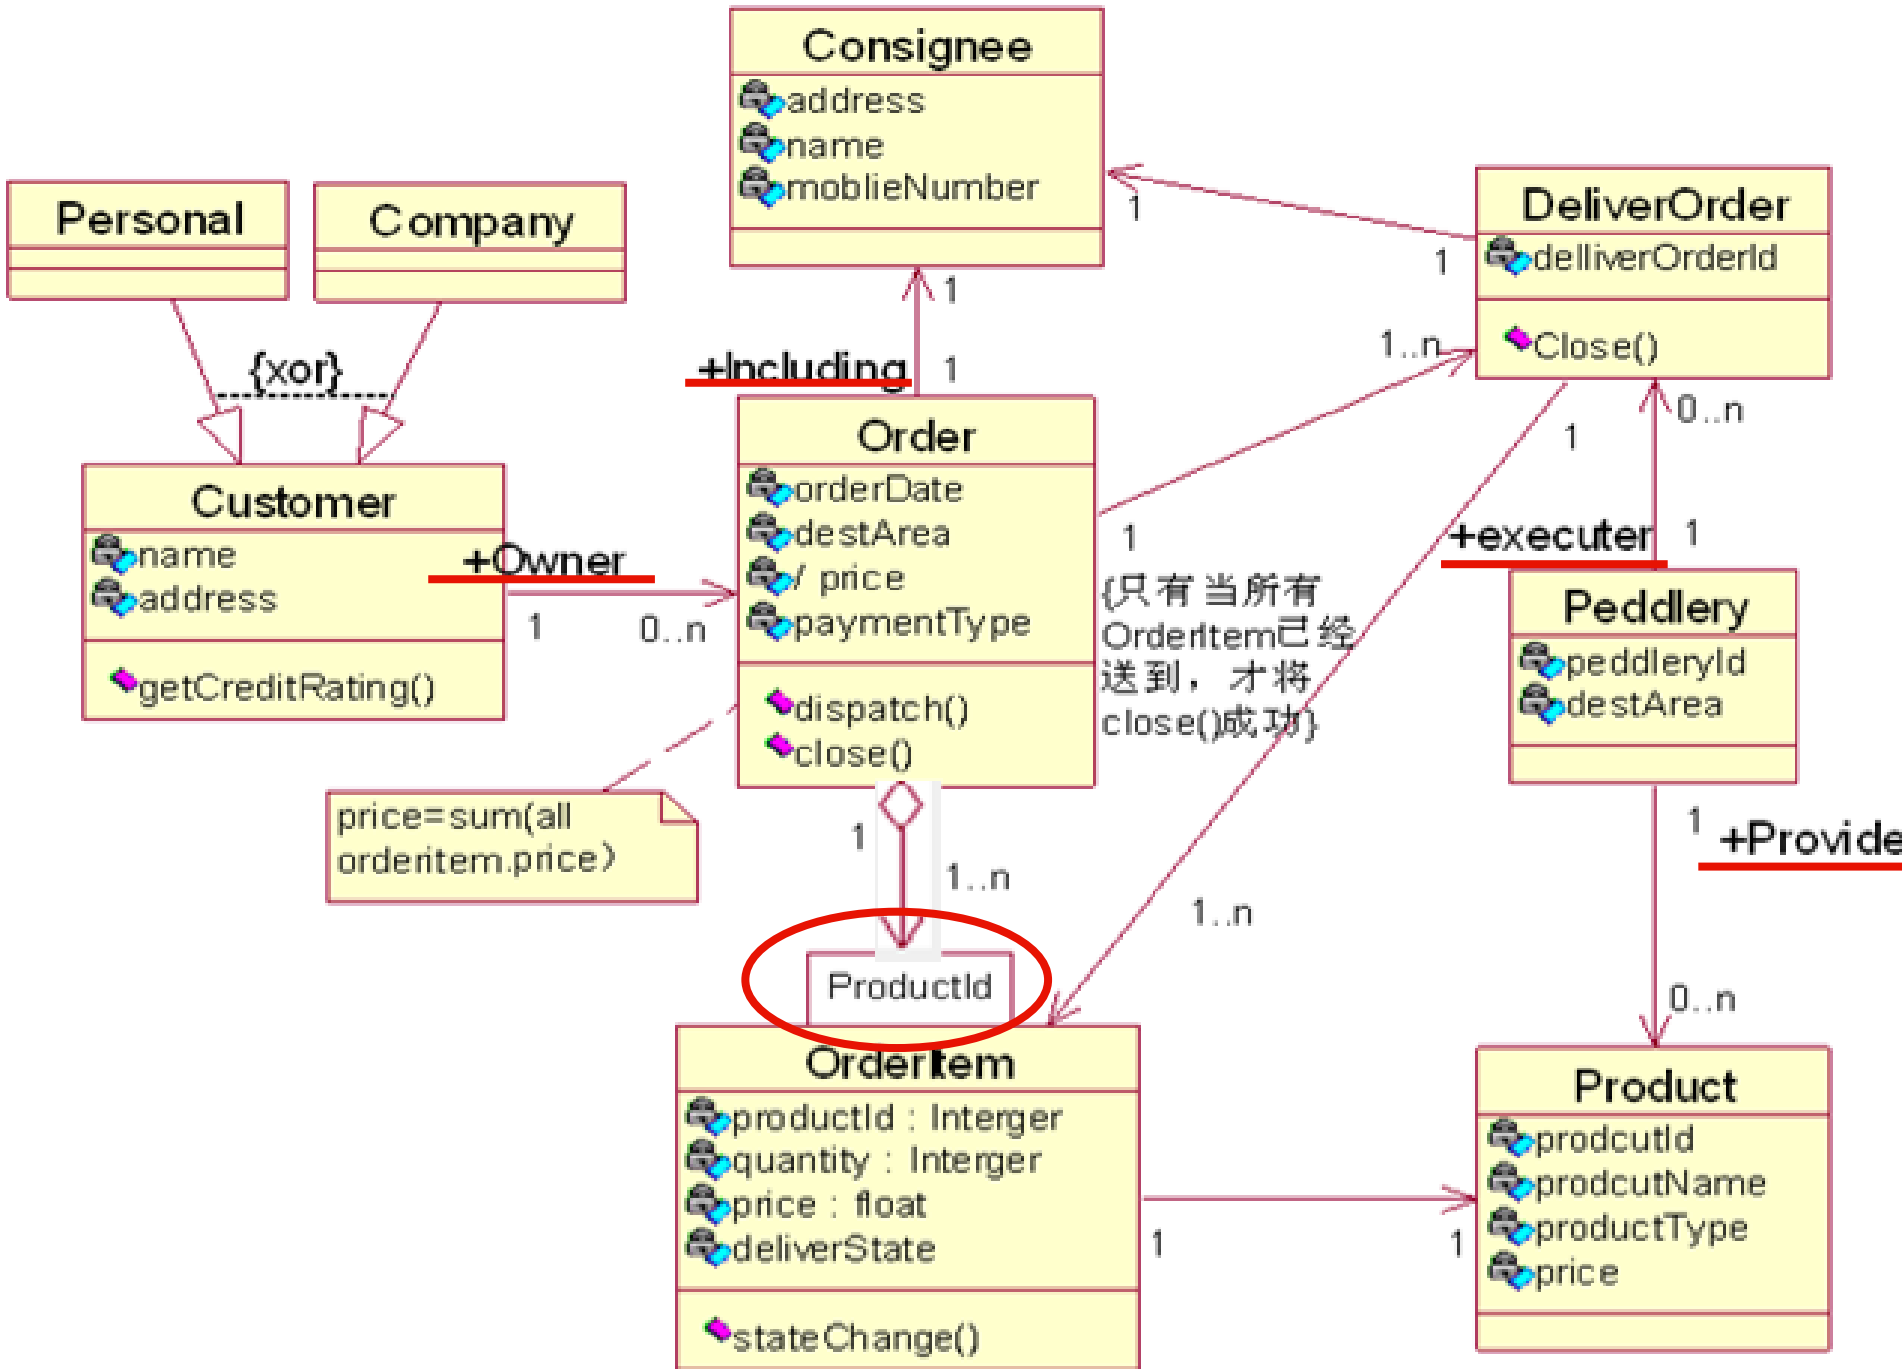 Consignee
address
name
moblieNumber
Personal
Company
{xor}
DeliverOrder
delliverOrderId
Close()
1
1
1
1
+Including
1..n
0..n
1
1
+executer
1
Customer
name
address
getCreditRating()
+Owner
1
0..n
Order
orderDate
destArea
/ price
paymentType
dispatch()
close()
1
{只有当所有
OrderItem已经
送到，才将
close()成功}
Peddlery
peddleryId
destArea
price=sum(all
orderitem.price）
1
1..n
1..n
1
+Provide
0..n
ProductId
OrderItem
productId : Interger
quantity : Interger
price : float
deliverState
stateChange()
1
1
Product
prodcutId
prodcutName
productType
price